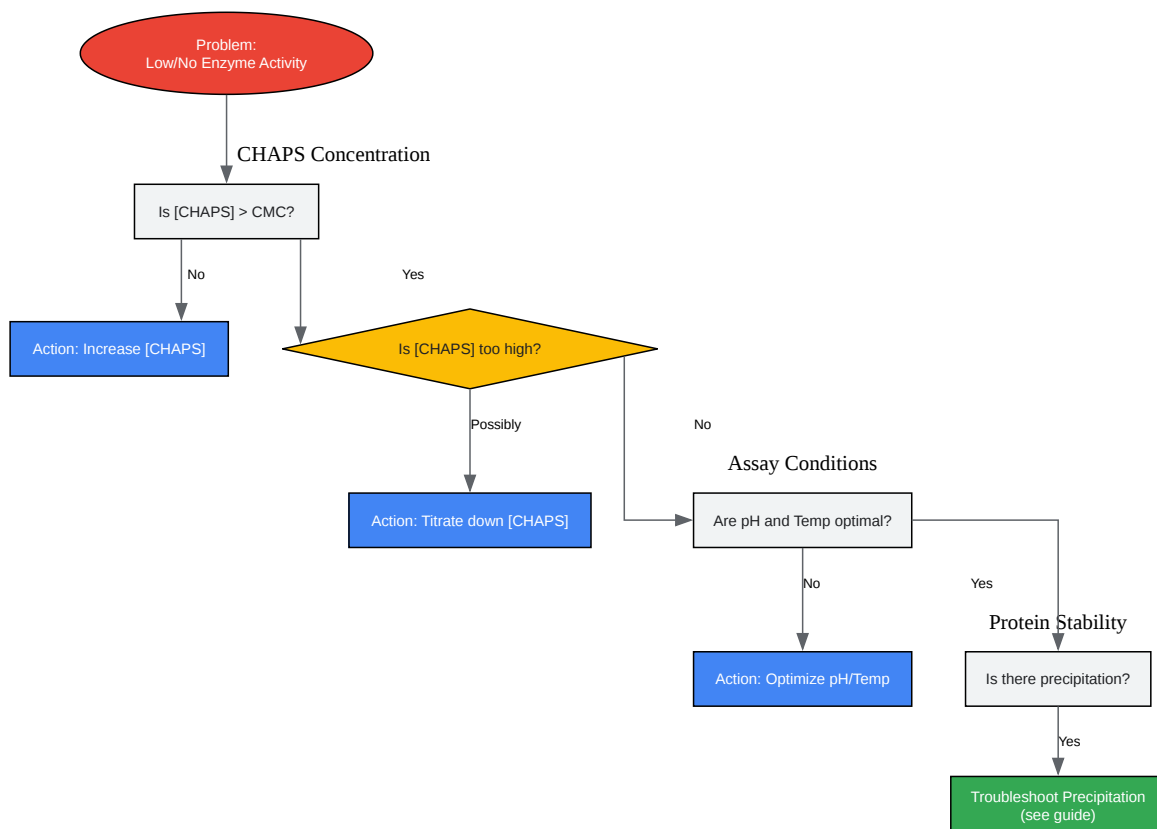 Problem:
Low/No Enzyme Activity
CHAPS Concentration
Is [CHAPS] > CMC?
No
Yes
Action: Increase [CHAPS]
Is [CHAPS] too high?
Possibly
No
Assay Conditions
Action: Titrate down [CHAPS]
Are pH and Temp optimal?
No
Yes
Protein Stability
Action: Optimize pH/Temp
Is there precipitation?
Yes
Troubleshoot Precipitation
(see guide)